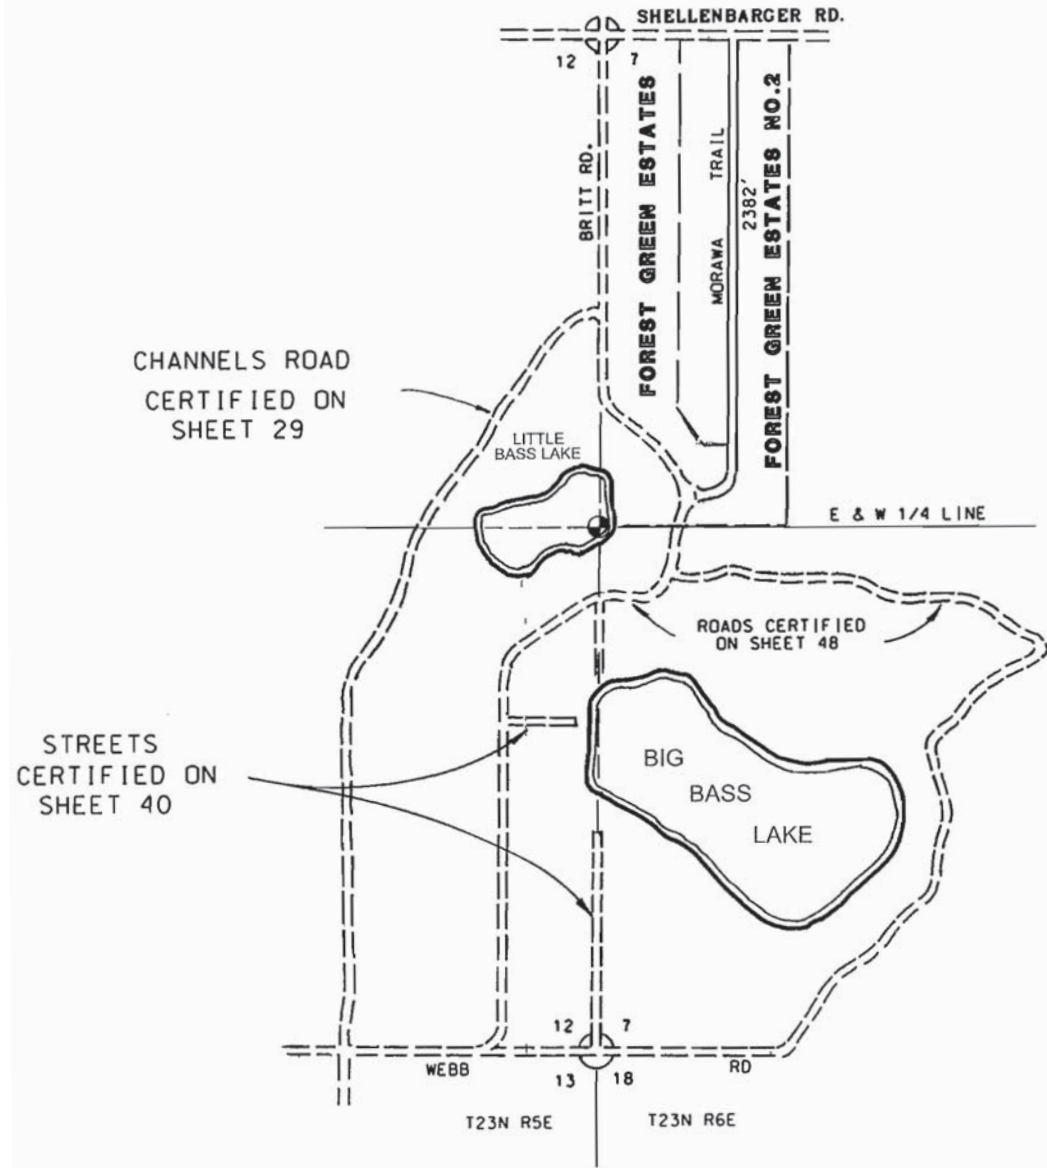 SHELLENBARGER RD.
12
7
BRITT RD.
FOREST GREEN ESTATES
MORAWA TRAIL
2382'
FOREST GREEN ESTATES NO.2
CHANNELS ROAD
CERTIFIED ON
SHEET 29
LITTLE
BASS LAKE
E & W 1/4 LINE
ROADS CERTIFIED
ON SHEET 48
STREETS
CERTIFIED ON
SHEET 40
BIG
BASS
LAKE
12
7
WEBB
RD
13
18
T23N R5E
T23N R6E